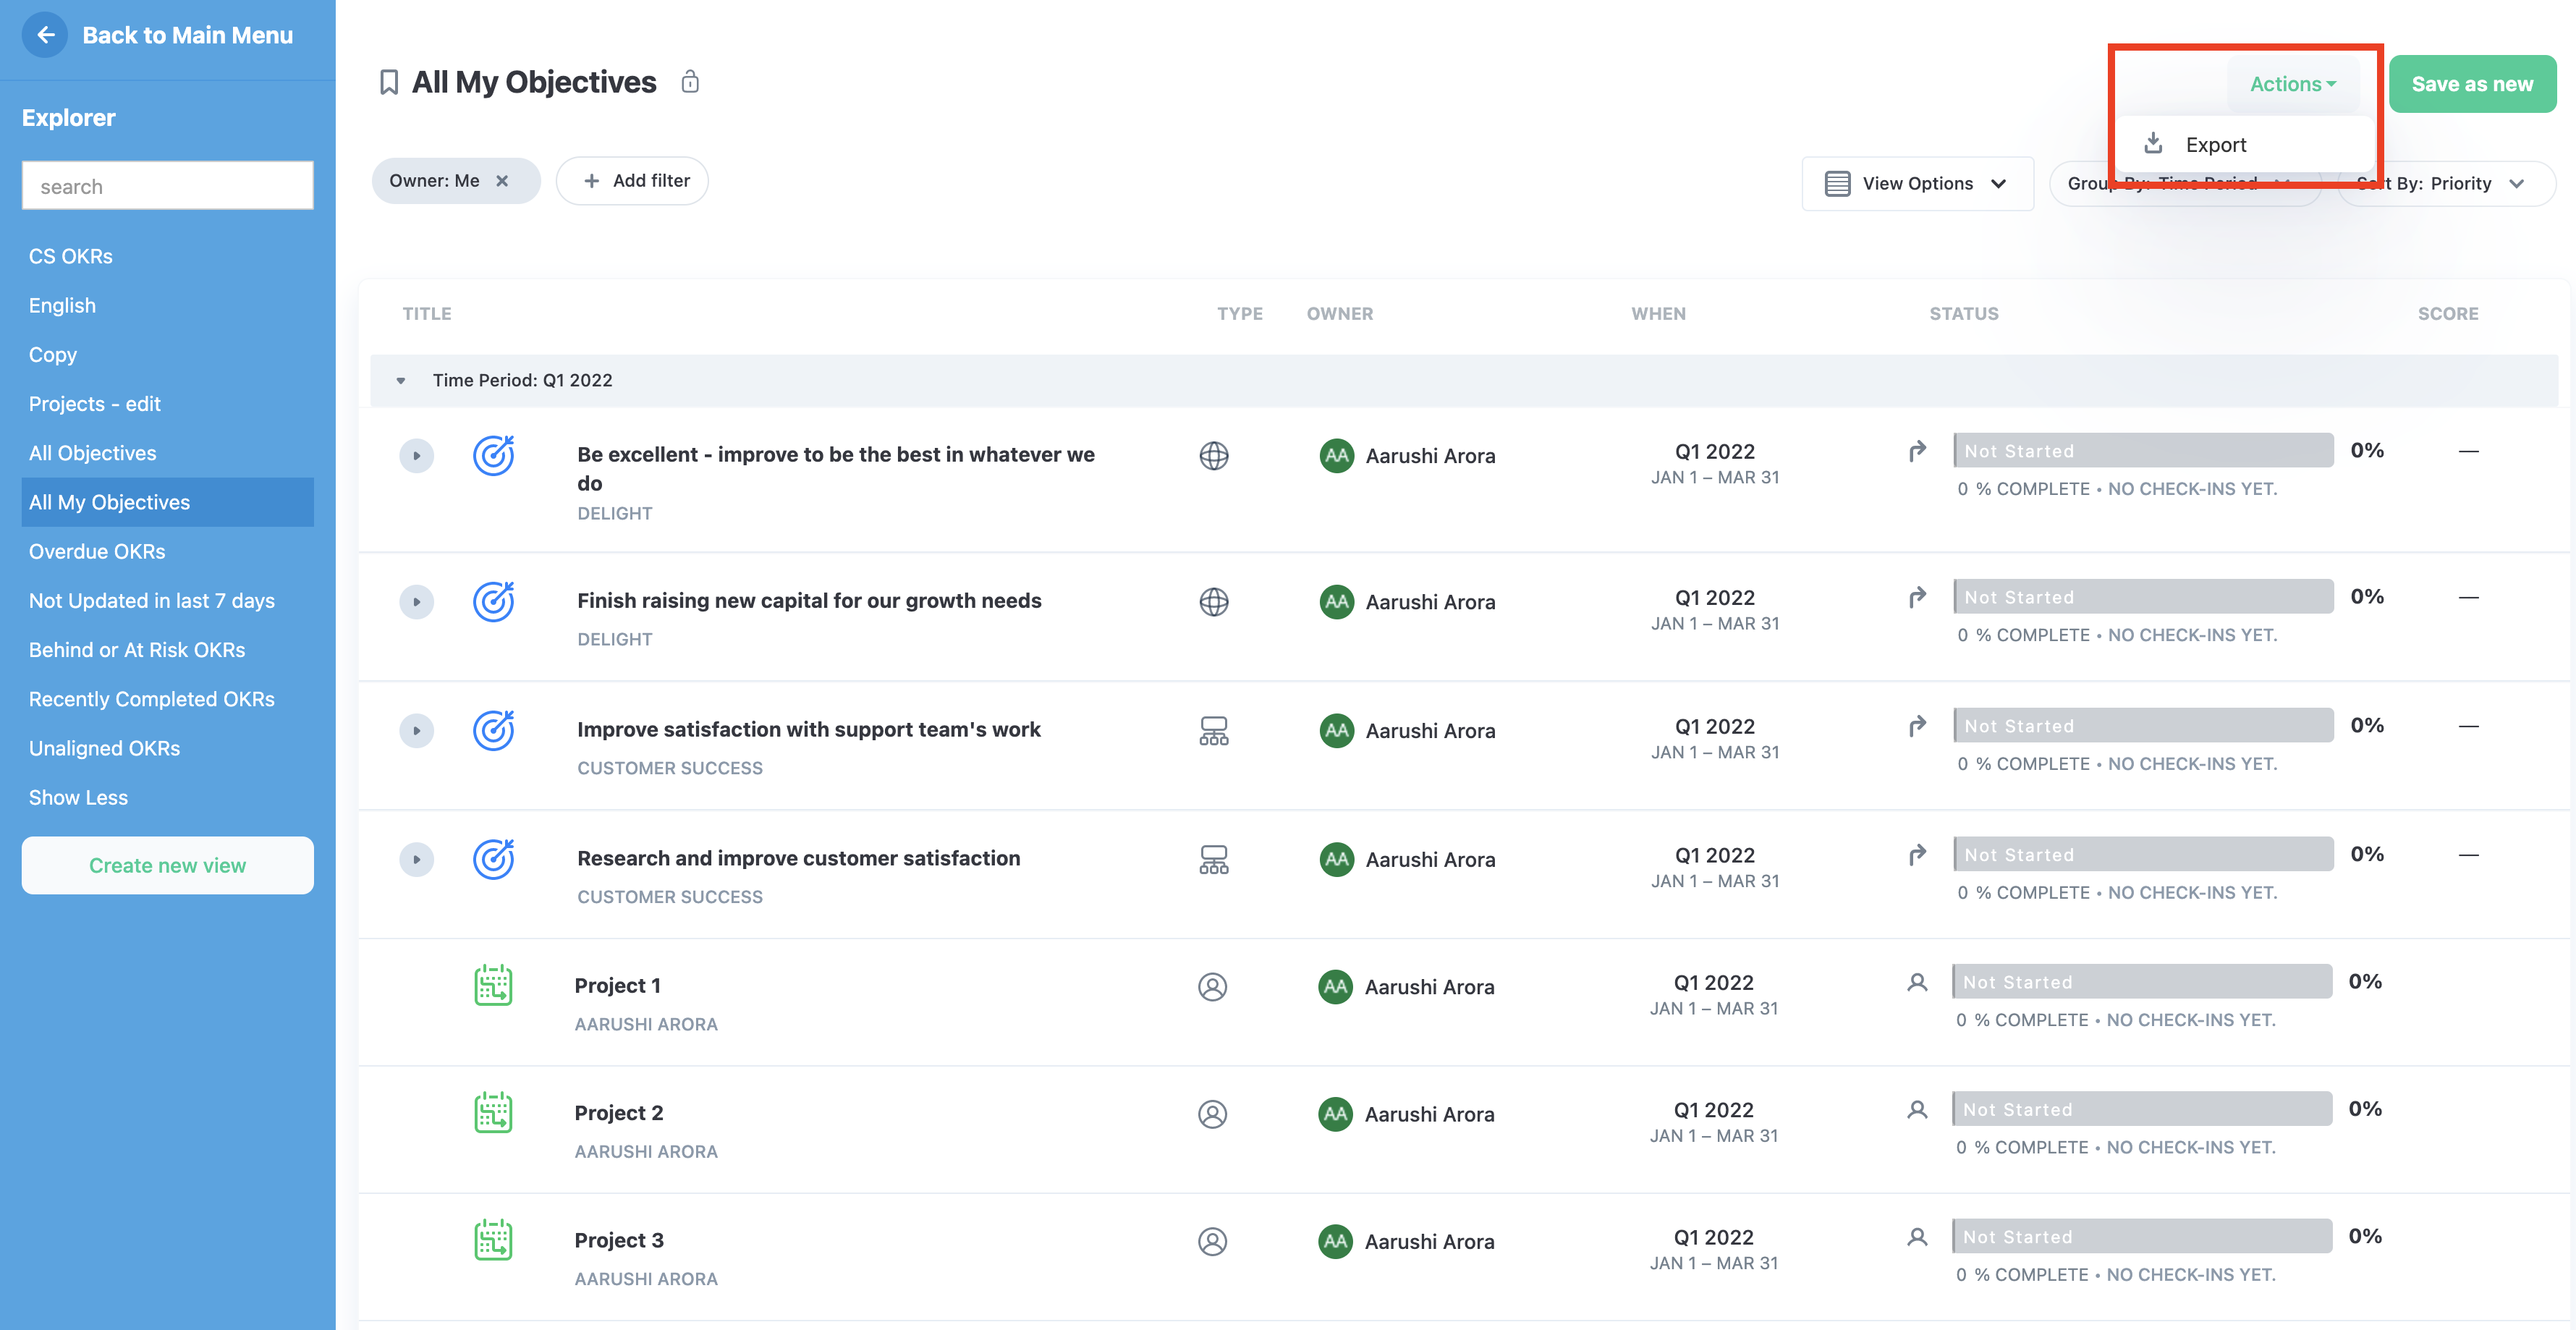 Back to Main Menu
Explorer
search
CS OKRs
English
Copy
Projects - edit
All Objectives
All My Objectives
Overdue OKRs
Not Updated in last 7 days
Behind or At Risk OKRs
Recently Completed OKRs
Unaligned OKRs
Show Less
Create new view
All My Objectives
Actions
Save as new
Export
Owner: Me
Add filter
View Options
Group By: Time Period
Sort By: Priority
TITLE TYPE OWNER WHEN STATUS SCORE
Time Period: Q1 2022
Be excellent - improve to be the best in whatever we
do
DELIGHT
AA Aarushi Arora
Q1 2022
JAN 1 – MAR 31
Not Started 0% —
0 % COMPLETE • NO CHECK-INS YET.
Finish raising new capital for our growth needs
DELIGHT
AA Aarushi Arora
Q1 2022
JAN 1 – MAR 31
Not Started 0% —
0 % COMPLETE • NO CHECK-INS YET.
Improve satisfaction with support team's work
CUSTOMER SUCCESS
AA Aarushi Arora
Q1 2022
JAN 1 – MAR 31
Not Started 0% —
0 % COMPLETE • NO CHECK-INS YET.
Research and improve customer satisfaction
CUSTOMER SUCCESS
AA Aarushi Arora
Q1 2022
JAN 1 – MAR 31
Not Started 0% —
0 % COMPLETE • NO CHECK-INS YET.
Project 1
AARUSHI ARORA
AA Aarushi Arora
Q1 2022
JAN 1 – MAR 31
Not Started 0%
0 % COMPLETE • NO CHECK-INS YET.
Project 2
AARUSHI ARORA
AA Aarushi Arora
Q1 2022
JAN 1 – MAR 31
Not Started 0%
0 % COMPLETE • NO CHECK-INS YET.
Project 3
AARUSHI ARORA
AA Aarushi Arora
Q1 2022
JAN 1 – MAR 31
Not Started 0%
0 % COMPLETE • NO CHECK-INS YET.